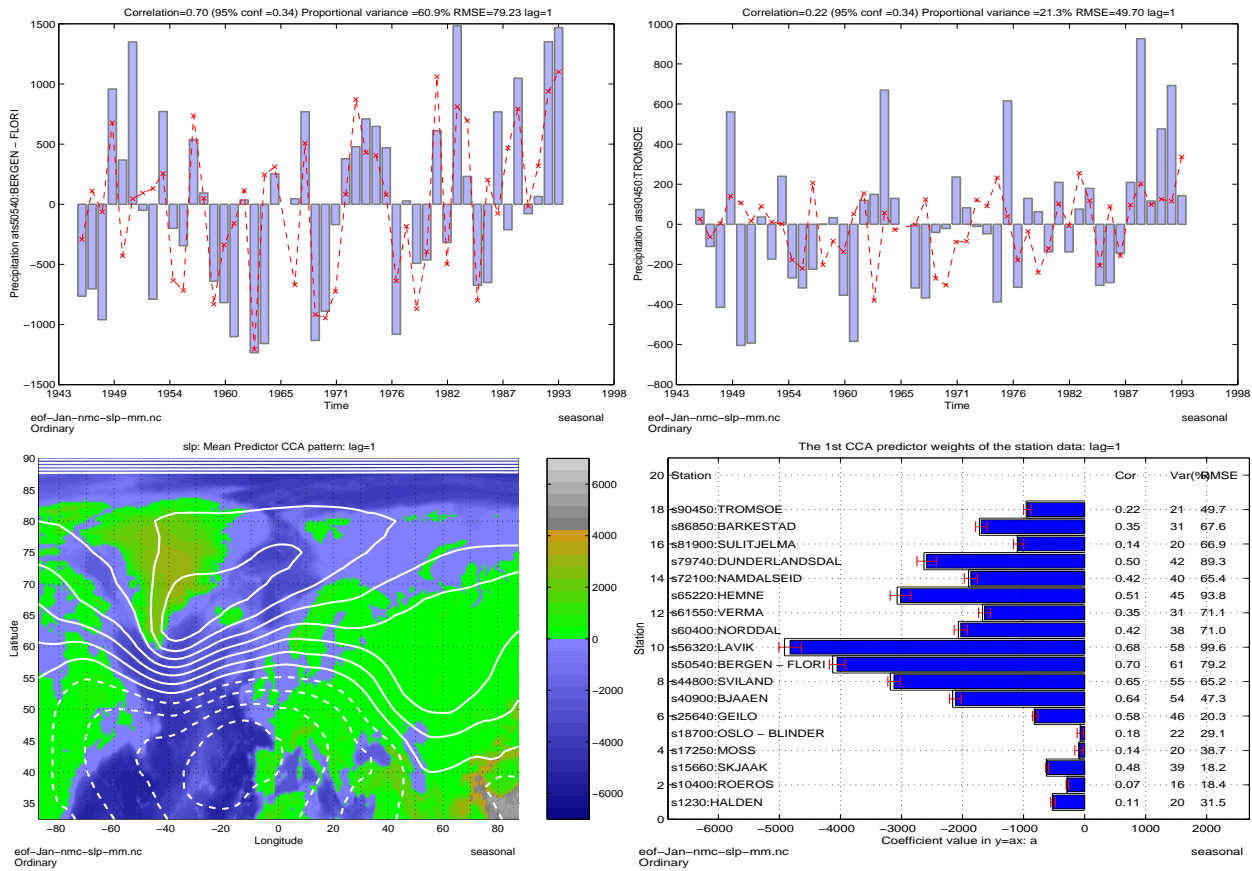 Correlation=0.70 (95% conf =0.34) Proportional variance =60.9% RMSE=79.23 lag=1
1500
1000
500
0
−500
−1000
−1500
Precipitation ats50540:BERGEN − FLORI
1943 1949 1954 1960 1965 1971 1976 1982 1987 1993 1998
Time
eof−Jan−nmc−slp−mm.nc
seasonal
Ordinary
Correlation=0.22 (95% conf =0.34) Proportional variance =21.3% RMSE=49.70 lag=1
1000
800
600
400
200
0
−200
−400
−600
−800
Precipitation ats90450:TROMSOE
1943 1949 1954 1960 1965 1971 1976 1982 1987 1993 1998
Time
eof−Jan−nmc−slp−mm.nc
seasonal
Ordinary
slp: Mean Predictor CCA pattern: lag=1
90
85
80
75
70
65
60
55
50
45
40
35
Latitude
−80 −60 −40 −20 0 20 40 60 80
Longitude
6000
4000
2000
0
−2000
−4000
−6000
eof−Jan−nmc−slp−mm.nc
seasonal
Ordinary
The 1st CCA predictor weights of the station data: lag=1
20
18
16
14
12
10
8
6
4
2
0
Station
Station Cor Var(%) RMSE
s90450:TROMSOE 0.22 21 49.7
s86850:BARKESTAD 0.35 31 67.6
s81900:SULITJELMA 0.14 20 66.9
s79740:DUNDERLANDSDAL 0.50 42 89.3
s72100:NAMDALSEID 0.42 40 65.4
s65220:HEMNE 0.51 45 93.8
s61550:VERMA 0.35 31 71.1
s60400:NORDDAL 0.42 38 71.0
s56320:LAVIK 0.68 58 99.6
s50540:BERGEN − FLORI 0.70 61 79.2
s44800:SVILAND 0.65 55 65.2
s40900:BJAAEN 0.64 54 47.3
s25640:GEILO 0.58 46 20.3
s18700:OSLO − BLINDER 0.18 22 29.1
s17250:MOSS 0.14 20 38.7
s15660:SKJAAK 0.48 39 18.2
s10400:ROEROS 0.07 16 18.4
s1230:HALDEN 0.11 20 31.5
−6000 −5000 −4000 −3000 −2000 −1000 0 1000 2000
Coefficient value in y=ax: a
eof−Jan−nmc−slp−mm.nc
seasonal
Ordinary